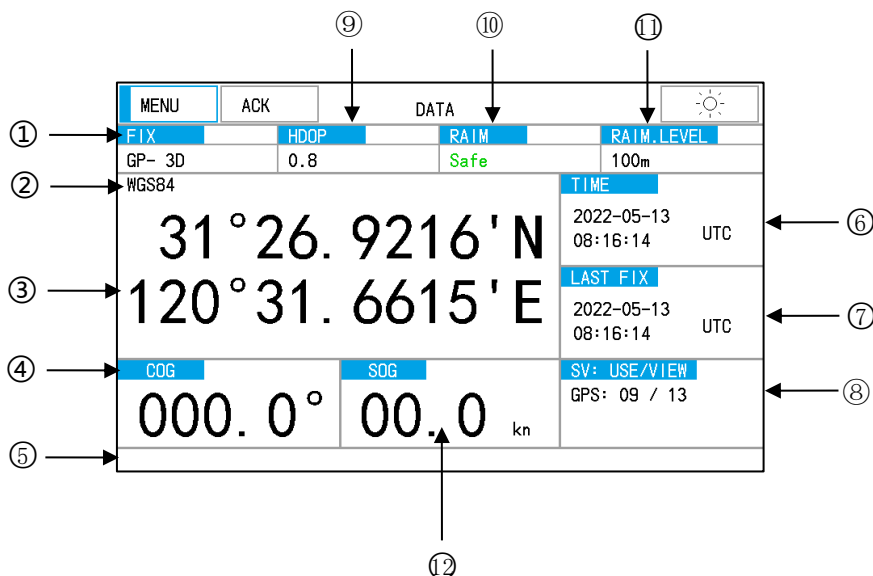 ⑨ ⑩ ⑪
MENU ACK DATA
① FIX HDOP RAIM RAIM.LEVEL
GP- 3D 0.8 Safe 100m
② WGS84 TIME
31°26.9216'N 2022-05-13 ⑥
08:16:14 UTC
③ 120°31.6615'E LAST FIX
2022-05-13 ⑦
08:16:14 UTC
④ COG SOG SV: USE/VIEW
000.0° 00.0 kn GPS: 09 / 13 ⑧
⑤
⑫